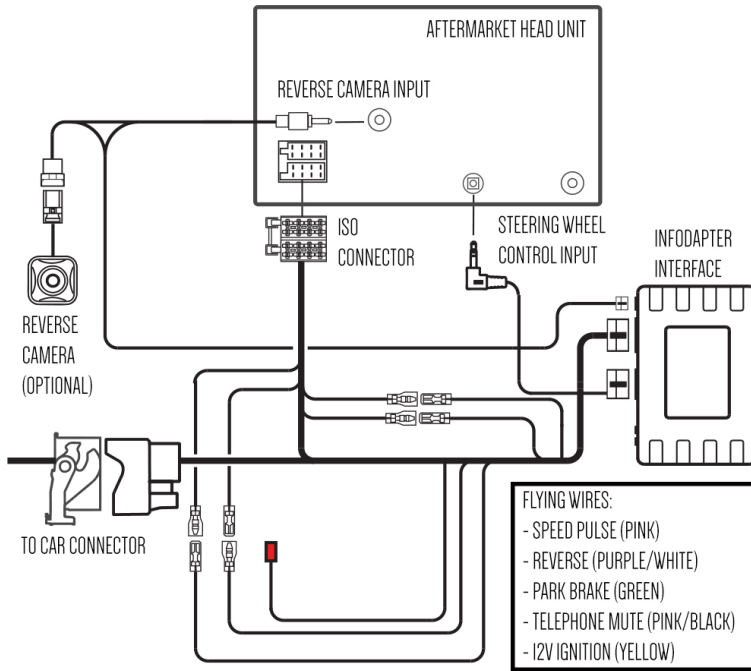 AFTERMARKET HEAD UNIT
REVERSE CAMERA INPUT
ISO
CONNECTOR
STEERING WHEEL
CONTROL INPUT
INFODAPTER
INTERFACE
REVERSE
CAMERA
(OPTIONAL)
TO CAR CONNECTOR
FLYING WIRES:
- SPEED PULSE (PINK)
- REVERSE (PURPLE/WHITE)
- PARK BRAKE (GREEN)
- TELEPHONE MUTE (PINK/BLACK)
- 12V IGNITION (YELLOW)